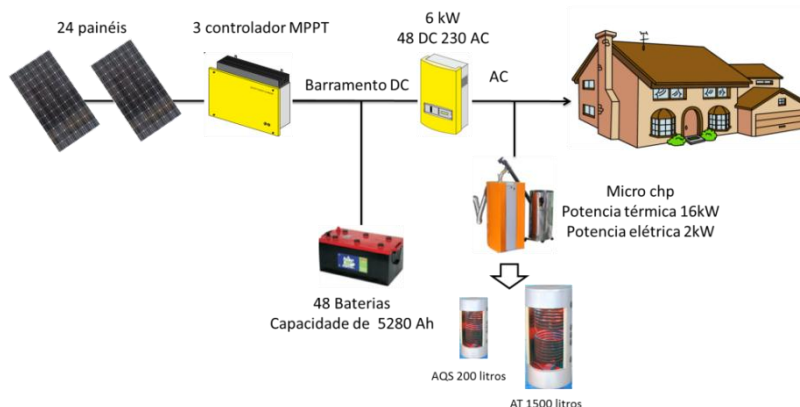 24 painéis
3 controlador MPPT
6 kW
48 DC 230 AC
Barramento DC
AC
Micro chp
Potencia térmica 16kW
Potencia elétrica 2kW
48 Baterias
Capacidade de 5280 Ah
AQS 200 litros
AT 1500 litros